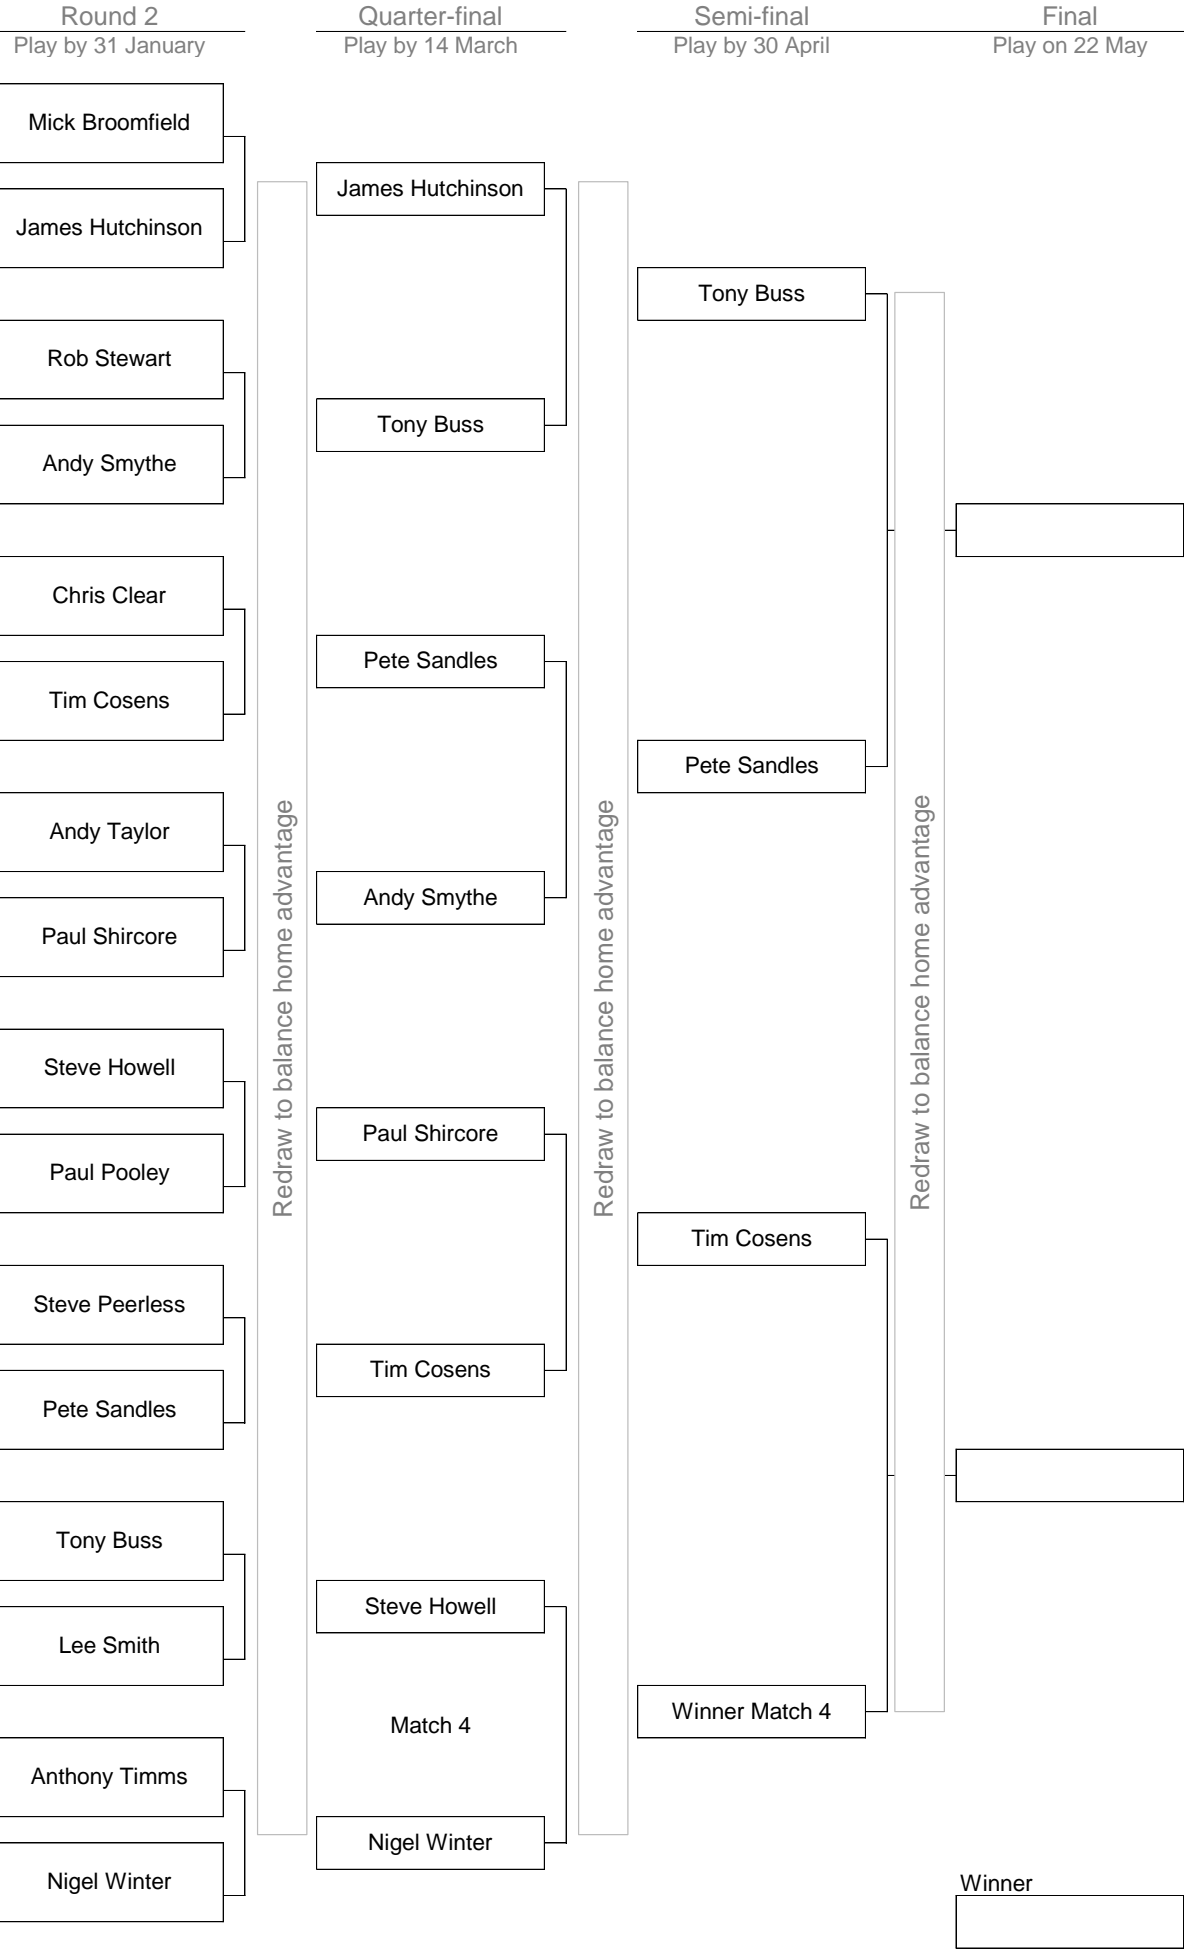 Round 2
Play by 31 January
Quarter-final
Play by 14 March
Semi-final
Play by 30 April
Final
Play on 22 May
Mick Broomfield
James Hutchinson
Rob Stewart
Andy Smythe
Chris Clear
Tim Cosens
Andy Taylor
Paul Shircore
Steve Howell
Paul Pooley
Steve Peerless
Pete Sandles
Tony Buss
Lee Smith
Anthony Timms
Nigel Winter
Redraw to balance home advantage
James Hutchinson
Tony Buss
Pete Sandles
Andy Smythe
Paul Shircore
Tim Cosens
Steve Howell
Match 4
Nigel Winter
Redraw to balance home advantage
Tony Buss
Pete Sandles
Tim Cosens
Winner Match 4
Redraw to balance home advantage
Winner